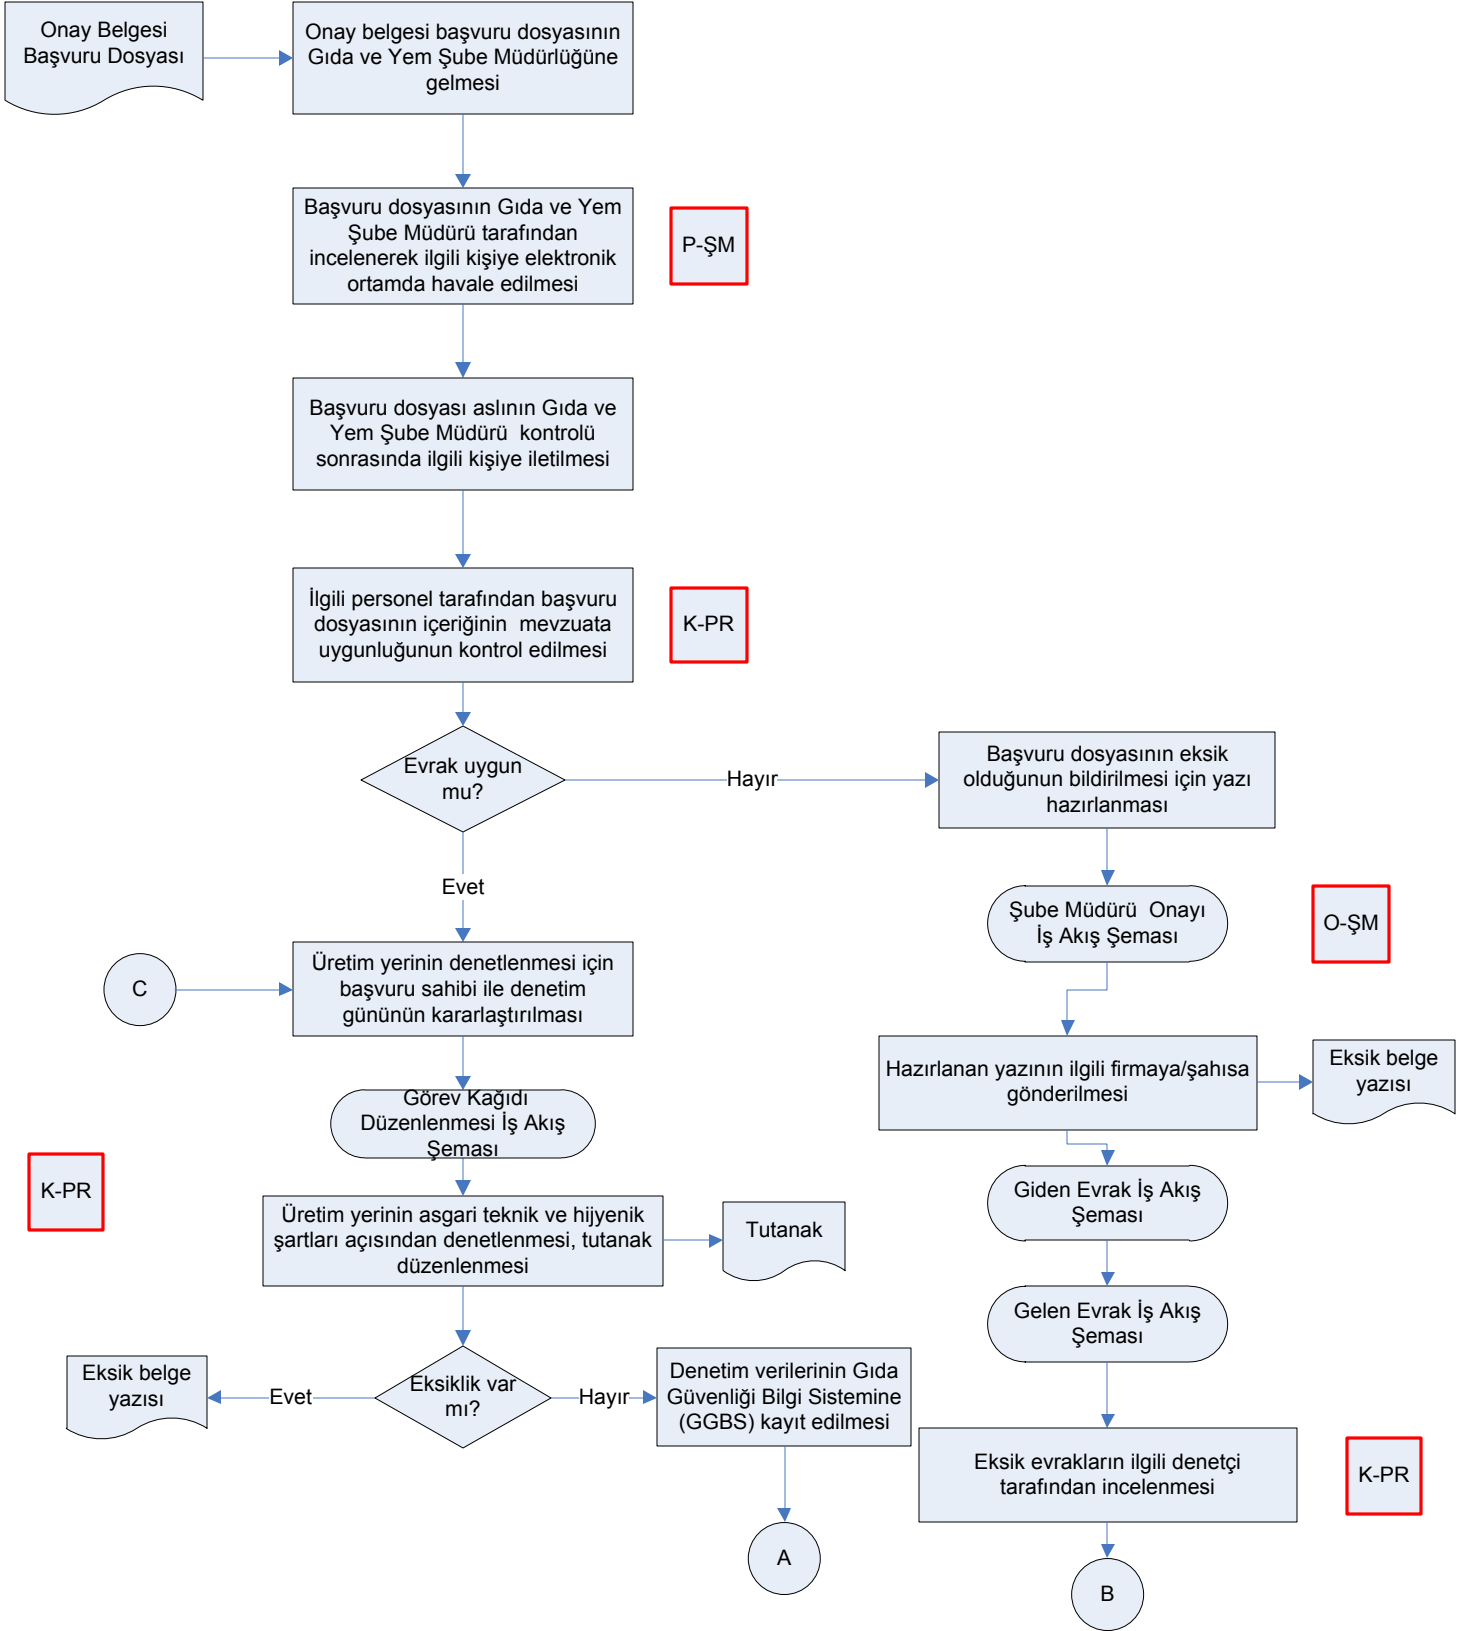 Onay Belgesi
Başvuru Dosyası
Onay belgesi başvuru dosyasının
Gıda ve Yem Şube Müdürlüğüne
gelmesi
Başvuru dosyasının Gıda ve Yem
Şube Müdürü tarafından
incelenerek ilgili kişiye elektronik
ortamda havale edilmesi
P-ŞM
Başvuru dosyası aslının Gıda ve
Yem Şube Müdürü  kontrolü
sonrasında ilgili kişiye iletilmesi
İlgili personel tarafından başvuru
dosyasının içeriğinin  mevzuata
uygunluğunun kontrol edilmesi
K-PR
Evrak uygun
mu?
Hayır
Başvuru dosyasının eksik
olduğunun bildirilmesi için yazı
hazırlanması
Evet
Şube Müdürü  Onayı
İş Akış Şeması
O-ŞM
C
Üretim yerinin denetlenmesi için
başvuru sahibi ile denetim
gününün kararlaştırılması
Hazırlanan yazının ilgili firmaya/şahısa
gönderilmesi
Eksik belge
yazısı
Görev Kağıdı
Düzenlenmesi İş Akış
Şeması
K-PR
Giden Evrak İş Akış
Şeması
Üretim yerinin asgari teknik ve hijyenik
şartları açısından denetlenmesi, tutanak
düzenlenmesi
Tutanak
Gelen Evrak İş Akış
Şeması
Eksik belge
yazısı
Evet
Eksiklik var
mı?
Hayır
Denetim verilerinin Gıda
Güvenliği Bilgi Sistemine
(GGBS) kayıt edilmesi
Eksik evrakların ilgili denetçi
tarafından incelenmesi
K-PR
A
B